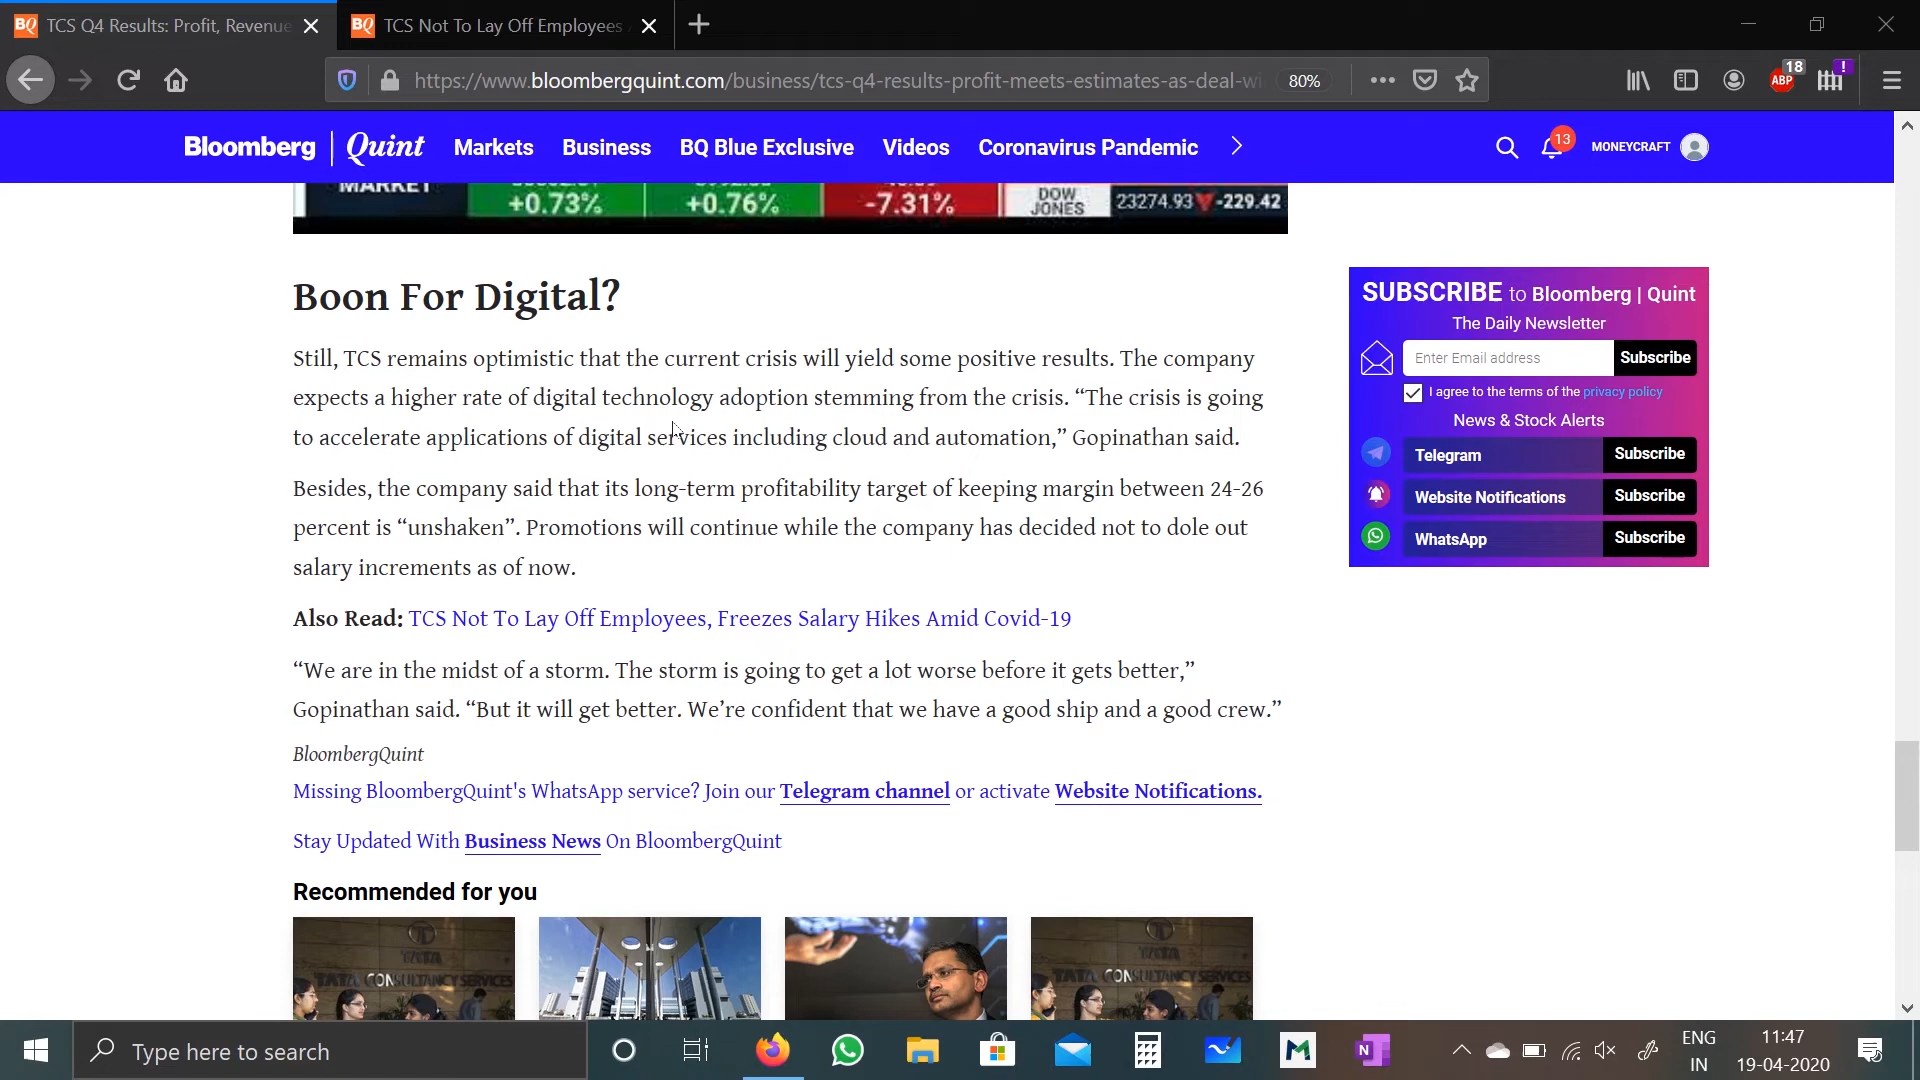 BQ TCS Q4 Results: Profit, Revenue
BQ TCS Not To Lay Off Employees
https://www.bloombergquint.com/business/tcs-q4-results-profit-meets-estimates-as-deal-wi
80%
ABP
18
!
Bloomberg | Quint
Markets
Business
BQ Blue Exclusive
Videos
Coronavirus Pandemic
13
MONEYCRAFT
MARKET
+0.73%
+0.76%
-7.31%
DOW
JONES
23274.93 -229.42
Boon For Digital?
Still, TCS remains optimistic that the current crisis will yield some positive results. The company
expects a higher rate of digital technology adoption stemming from the crisis. “The crisis is going
to accelerate applications of digital services including cloud and automation,” Gopinathan said.
Besides, the company said that its long-term profitability target of keeping margin between 24-26
percent is “unshaken”. Promotions will continue while the company has decided not to dole out
salary increments as of now.
Also Read: TCS Not To Lay Off Employees, Freezes Salary Hikes Amid Covid-19
“We are in the midst of a storm. The storm is going to get a lot worse before it gets better,”
Gopinathan said. “But it will get better. We’re confident that we have a good ship and a good crew.”
BloombergQuint
Missing BloombergQuint's WhatsApp service? Join our Telegram channel or activate Website Notifications.
Stay Updated With Business News On BloombergQuint
Recommended for you
TATA CONSULTANCY SERVICES
TATA CONSULTANCY SERVICES
SUBSCRIBE to Bloomberg | Quint
The Daily Newsletter
Enter Email address
Subscribe
I agree to the terms of the privacy policy
News & Stock Alerts
Telegram
Subscribe
Website Notifications
Subscribe
WhatsApp
Subscribe
Type here to search
N
ENG
IN
11:47
19-04-2020